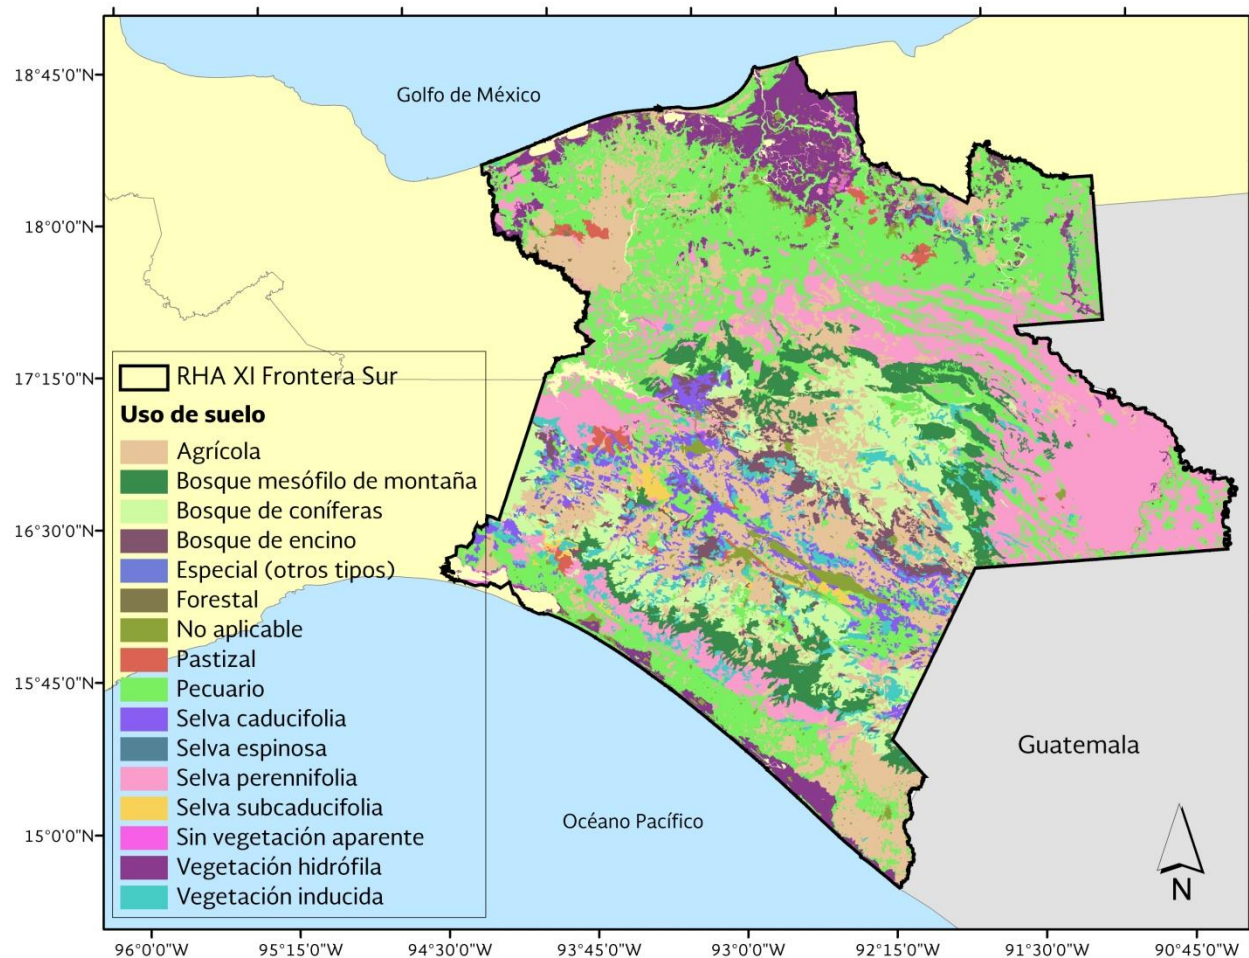 18°45'0"N
Golfo de México
18°0'0"N
17°15'0"N
RHA XI Frontera Sur
Uso de suelo
Agrícola
Bosque mesófilo de montaña
Bosque de coníferas
16°30'0"N
Bosque de encino
Especial (otros tipos)
Forestal
No aplicable
Pastizal
15°45'0"N
Pecuario
Selva caducifolia
Selva espinosa
Guatemala
Selva perennifolia
Selva subcaducifolia
Océano Pacífico
15°0'0"N
Sin vegetación aparente
Vegetación hidrófila
Vegetación inducida
N
96°0'0"W 95°15'0"W 94°30'0"W 93°45'0"W 93°0'0"W 92°15'0"W 91°30'0"W 90°45'0"W